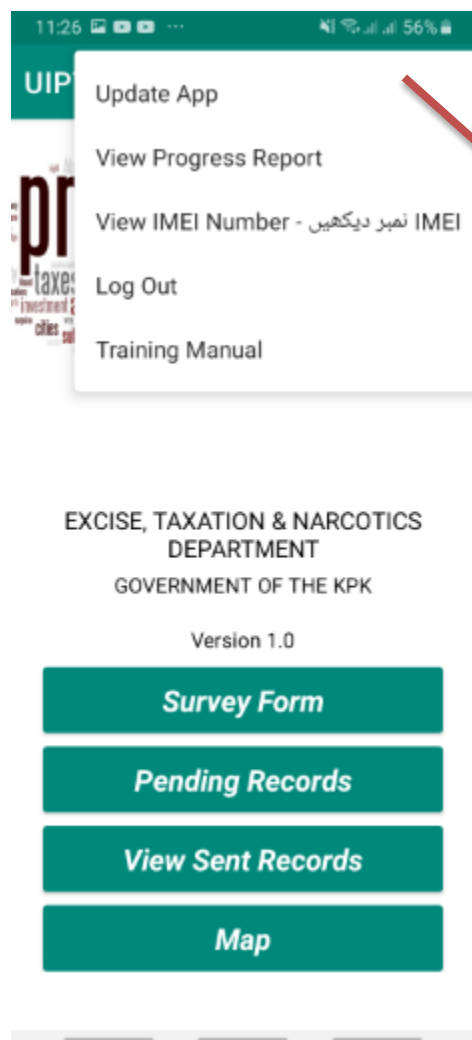 11:26 56%
UIP
Update App
View Progress Report
View IMEI Number - نمبر دیکھیں IMEI
Log Out
Training Manual
pr
taxes
investment
cities
EXCISE, TAXATION & NARCOTICS
DEPARTMENT
GOVERNMENT OF THE KPK
Version 1.0
Survey Form
Pending Records
View Sent Records
Map